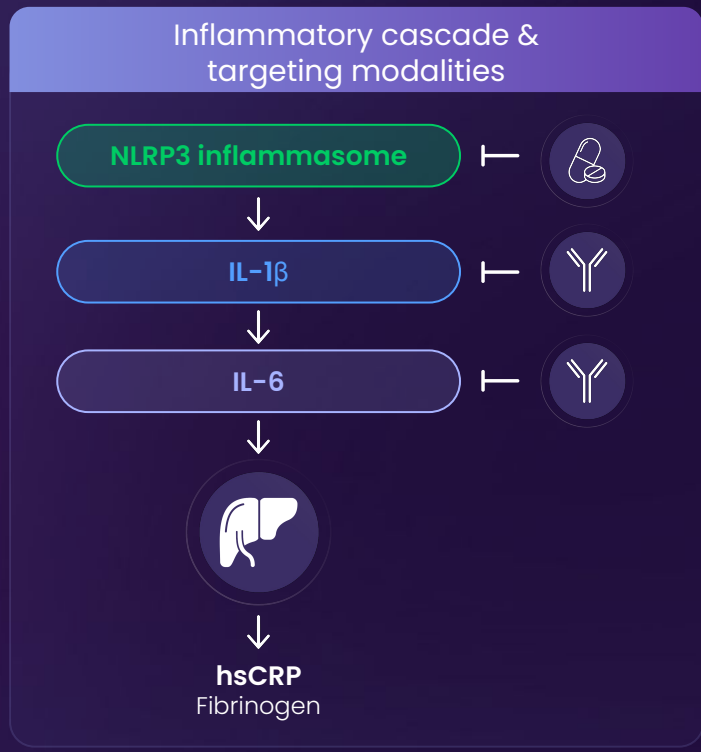 Inflammatory cascade &
targeting modalities
NLRP3 inflammasome
IL-1β
IL-6
hsCRP
Fibrinogen